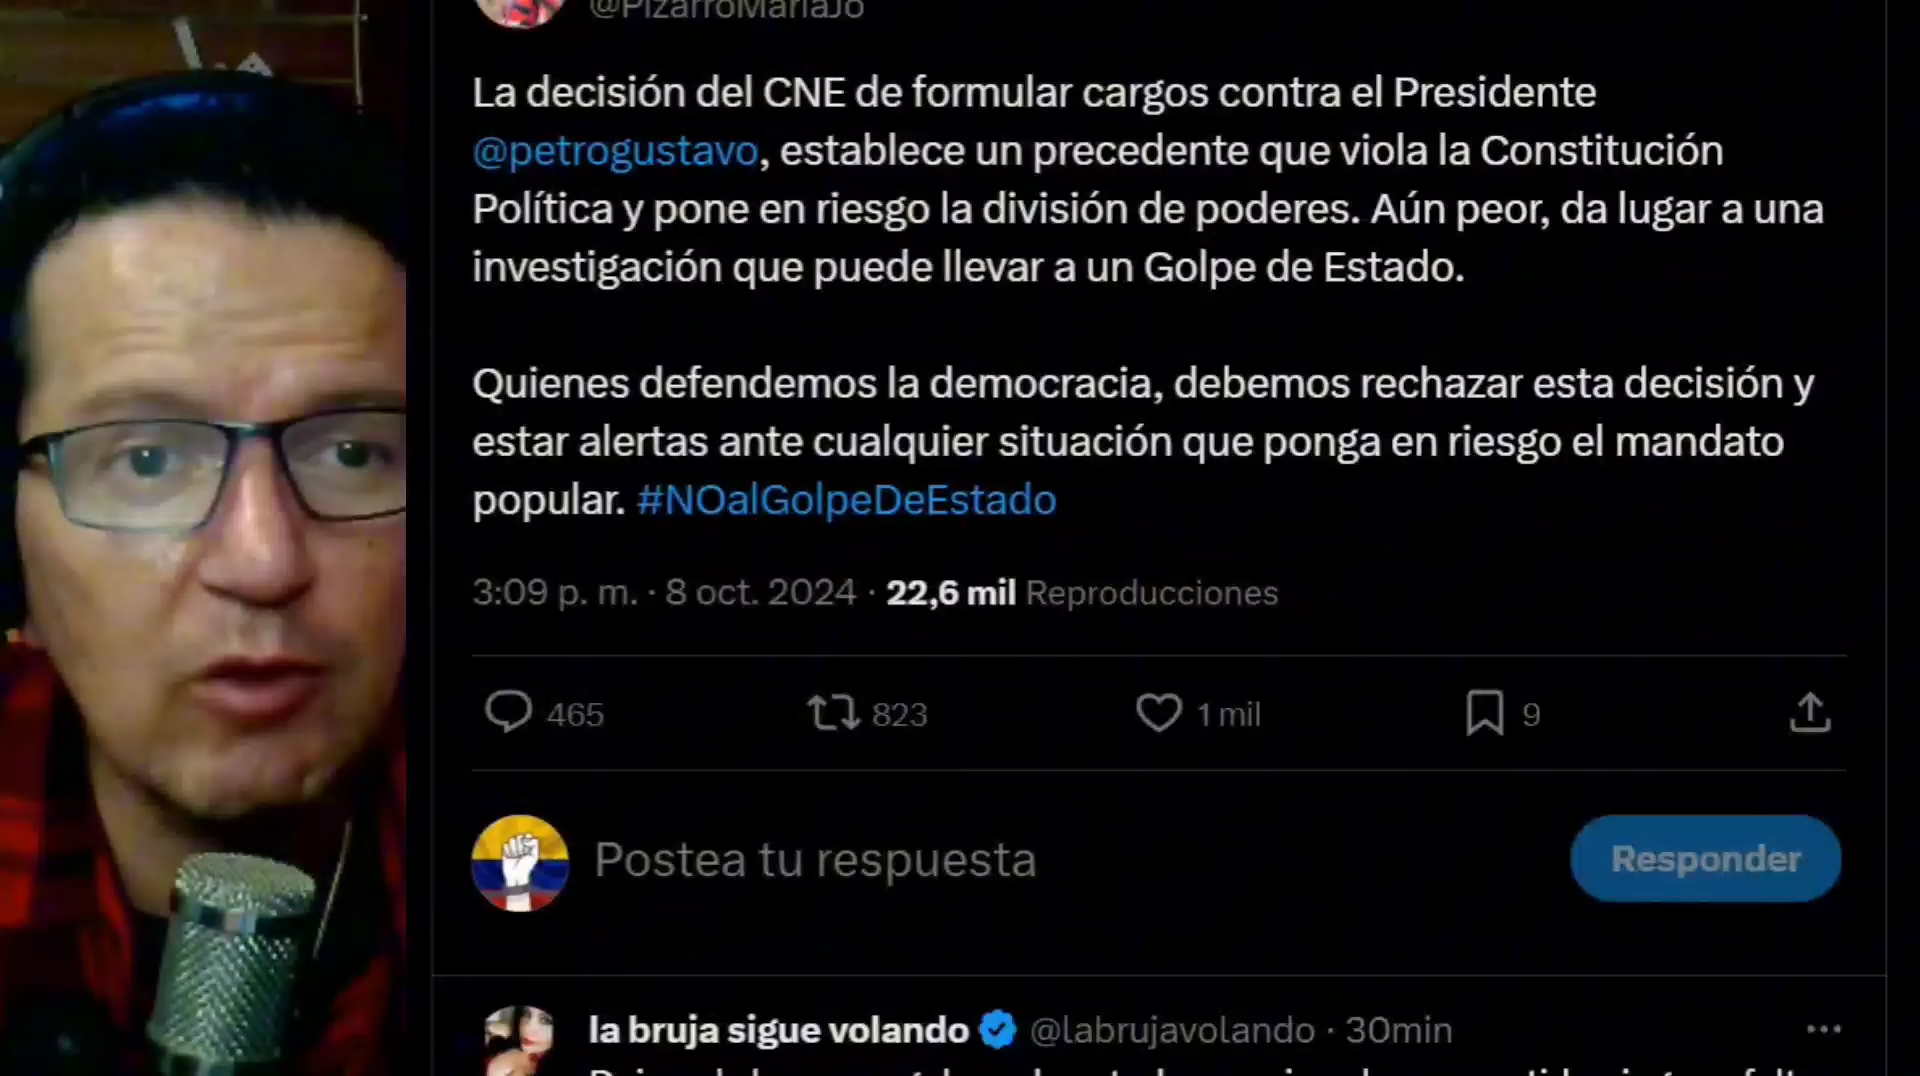 @PizarroMariaJo
La decisión del CNE de formular cargos contra el Presidente
@petrogustavo, establece un precedente que viola la Constitución
Política y pone en riesgo la división de poderes. Aún peor, da lugar a una
investigación que puede llevar a un Golpe de Estado.
Quienes defendemos la democracia, debemos rechazar esta decisión y
estar alertas ante cualquier situación que ponga en riesgo el mandato
popular. #NOalGolpeDeEstado
3:09 p. m. · 8 oct. 2024 · 22,6 mil Reproducciones
465 823 1 mil 9
Postea tu respuesta Responder
la bruja sigue volando @labrujavolando · 30min